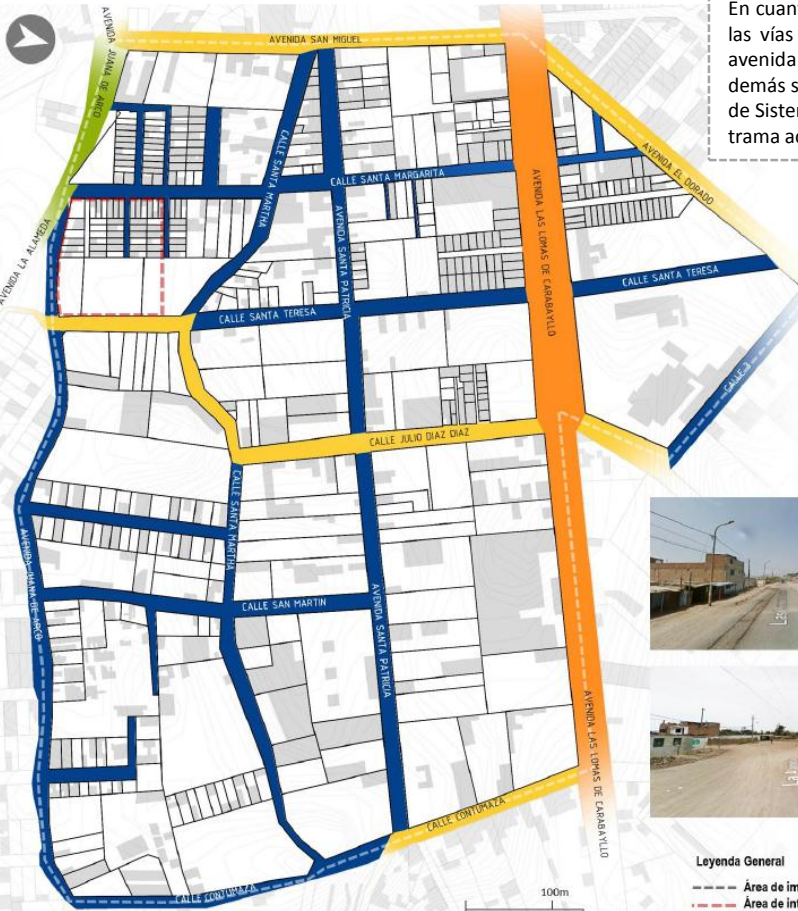 En cuan
las vías
avenida
demás s
de Sister
trama a
AVENIDA JUANA DE ARCO
AVENIDA SAN MIGUEL
CALLE SANTA MARTHA
CALLE SANTA MARGARITA
AVENIDA EL DORADO
AVENIDA LAS LOMAS DE CARABAYLLO
AVENIDA SANTA PATRICIA
AVENIDA LA ALAMEDA
CALLE SANTA TERESA
CALLE SANTA TERESA
CALLE 3
CALLE JULIO DIAZ DIAZ
CALLE SANTA MARTHA
AVENIDA JUANA DE ARCO
CALLE SAN MARTIN
AVENIDA SANTA PATRICIA
AVENIDA LAS LOMAS DE CARABAYLLO
CALLE CONTUMAZA
CALLE CONTUMAZA
100m
Leyenda General
Área de im
Área de int